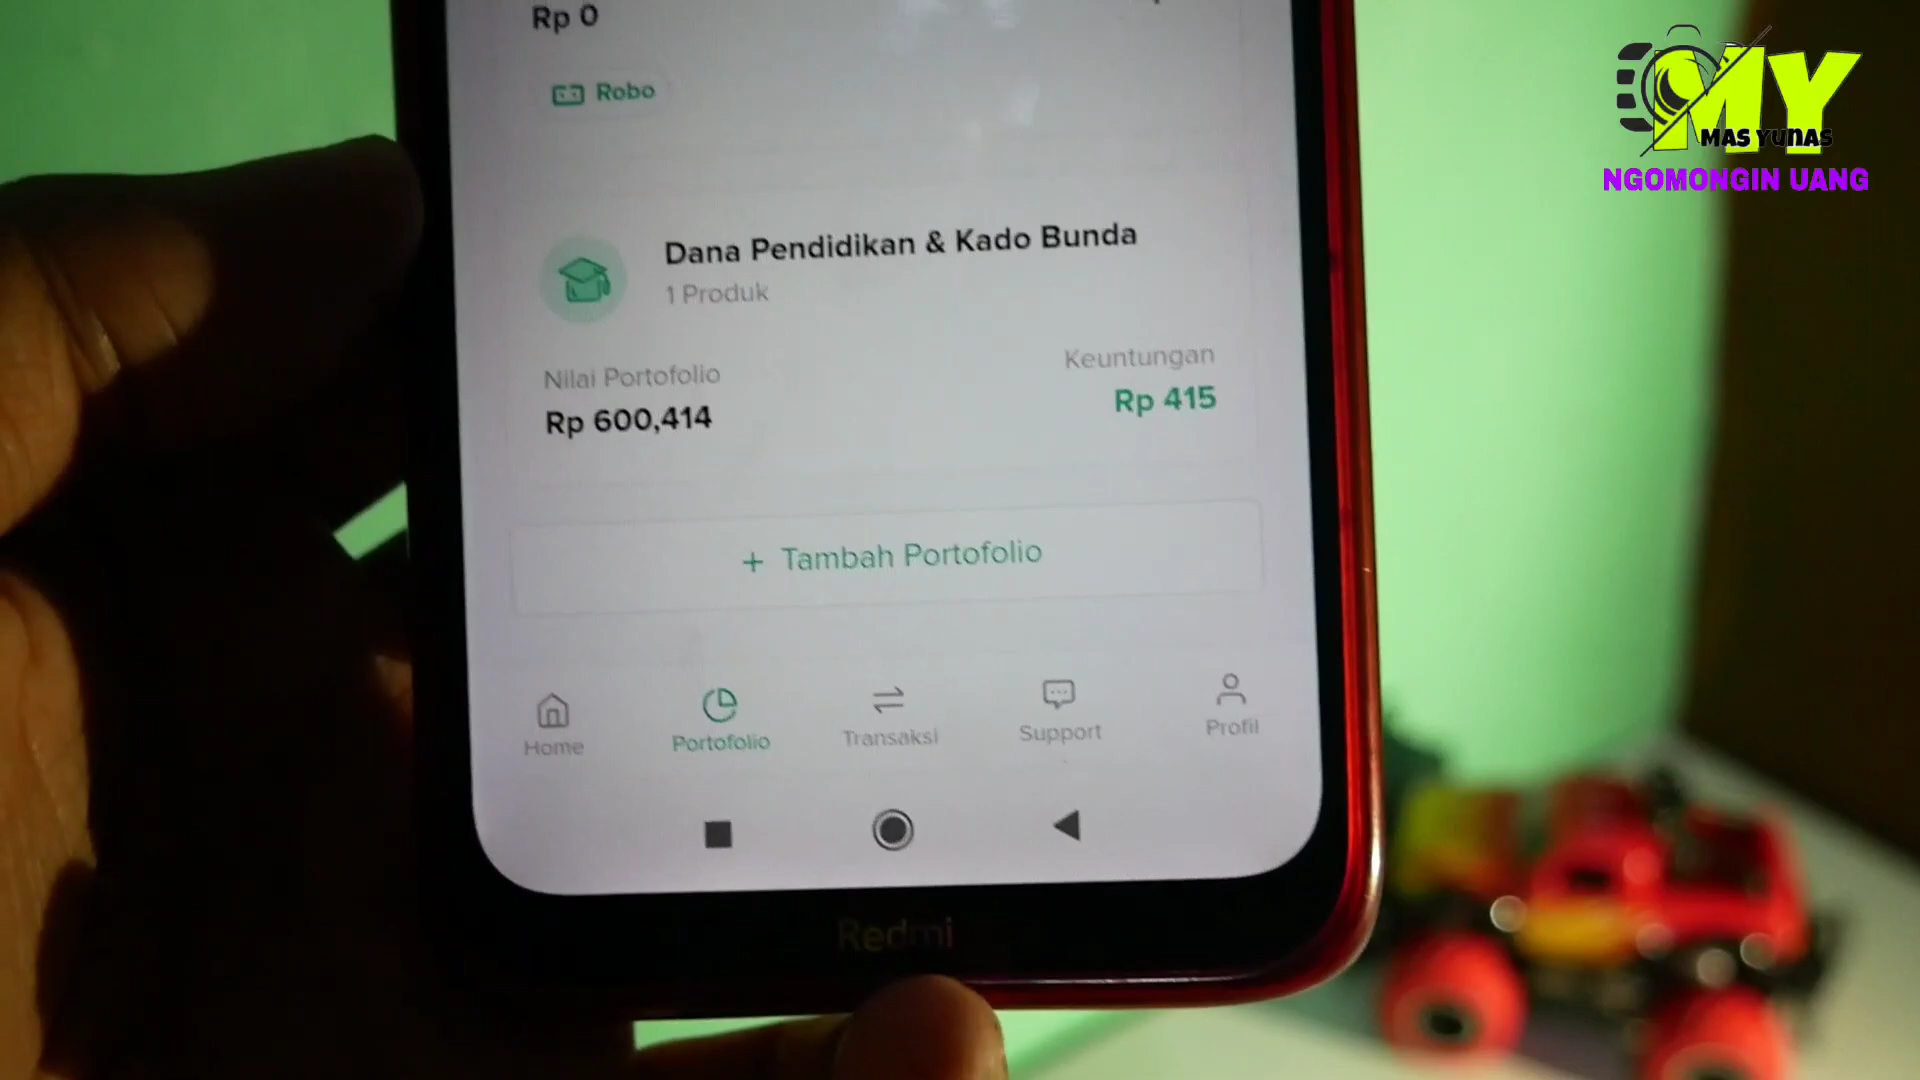 Rp 0
Robo
Dana Pendidikan & Kado Bunda
1 Produk
Nilai Portofolio
Keuntungan
Rp 600,414
Rp 415
+ Tambah Portofolio
Home
Portofolio
Transaksi
Support
Profil
Redmi
MY
MAS YUNAS
NGOMONGIN UANG